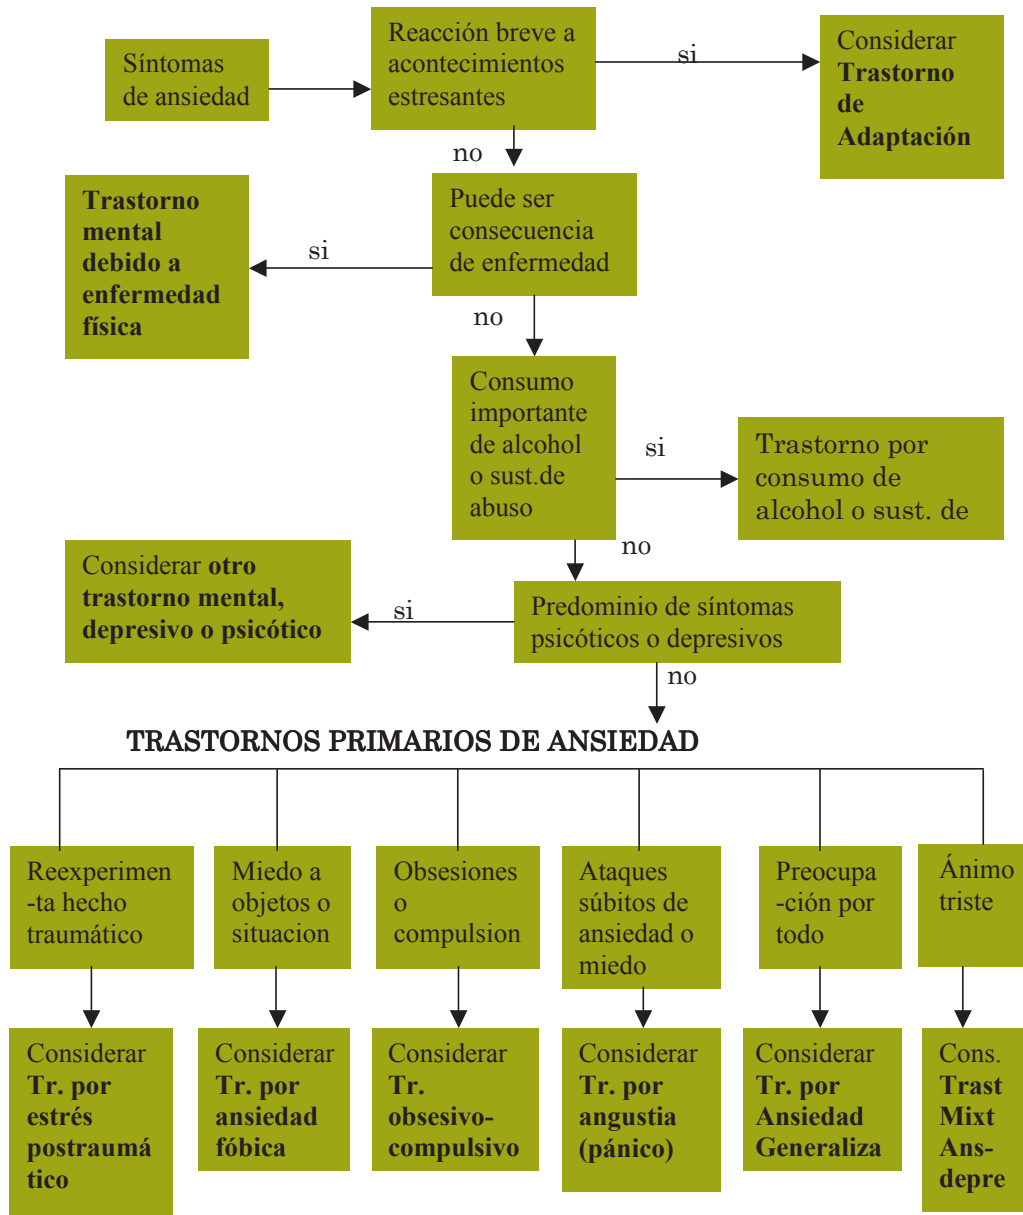 Síntomas
de ansiedad
Reacción breve a
acontecimientos
estresantes
si
Considerar
Trastorno
de
Adaptación
no
Trastorno
mental
debido a
enfermedad
física
si
Puede ser
consecuencia
de enfermedad
no
Consumo
importante
de alcohol
o sust.de
abuso
si
Trastorno por
consumo de
alcohol o sust. de
no
Considerar otro
trastorno mental,
depresivo o psicótico
si
Predominio de síntomas
psicóticos o depresivos
no
TRASTORNOS PRIMARIOS DE ANSIEDAD
Reexperimen
-ta hecho
traumático
Miedo a
objetos o
situacion
Obsesiones
o
compulsion
Ataques
súbitos de
ansiedad o
miedo
Preocupa
-ción por
todo
Ánimo
triste
Considerar
Tr. por
estrés
postraumá
tico
Considerar
Tr. por
ansiedad
fóbica
Considerar
Tr.
obsesivo-
compulsivo
Considerar
Tr. por
angustia
(pánico)
Considerar
Tr. por
Ansiedad
Generaliza
Cons.
Trast
Mixt
Ans-
depre